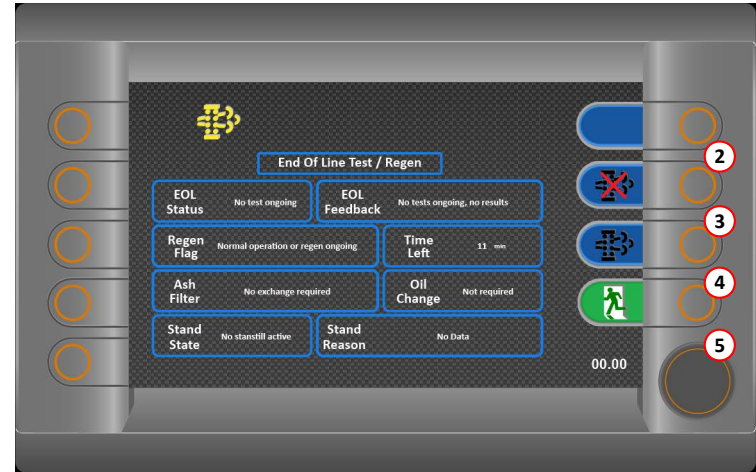 End Of Line Test / Regen
EOL
Status
No test ongoing
EOL
Feedback
No tests ongoing, no results
Regen
Flag
Normal operation or regen ongoing
Time
Left
11 min
Ash
Filter
No exchange required
Oil
Change
Not required
Stand
State
No stanstill active
Stand
Reason
No Data
00.00
2
3
4
5